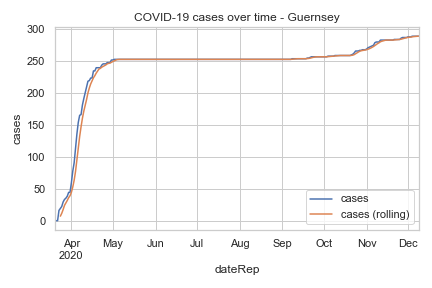 COVID-19 cases over time - Guernsey
300
250
200
150
100
50
0
cases
cases
cases (rolling)
Apr May Jun Jul Aug Sep Oct Nov Dec
2020
dateRep